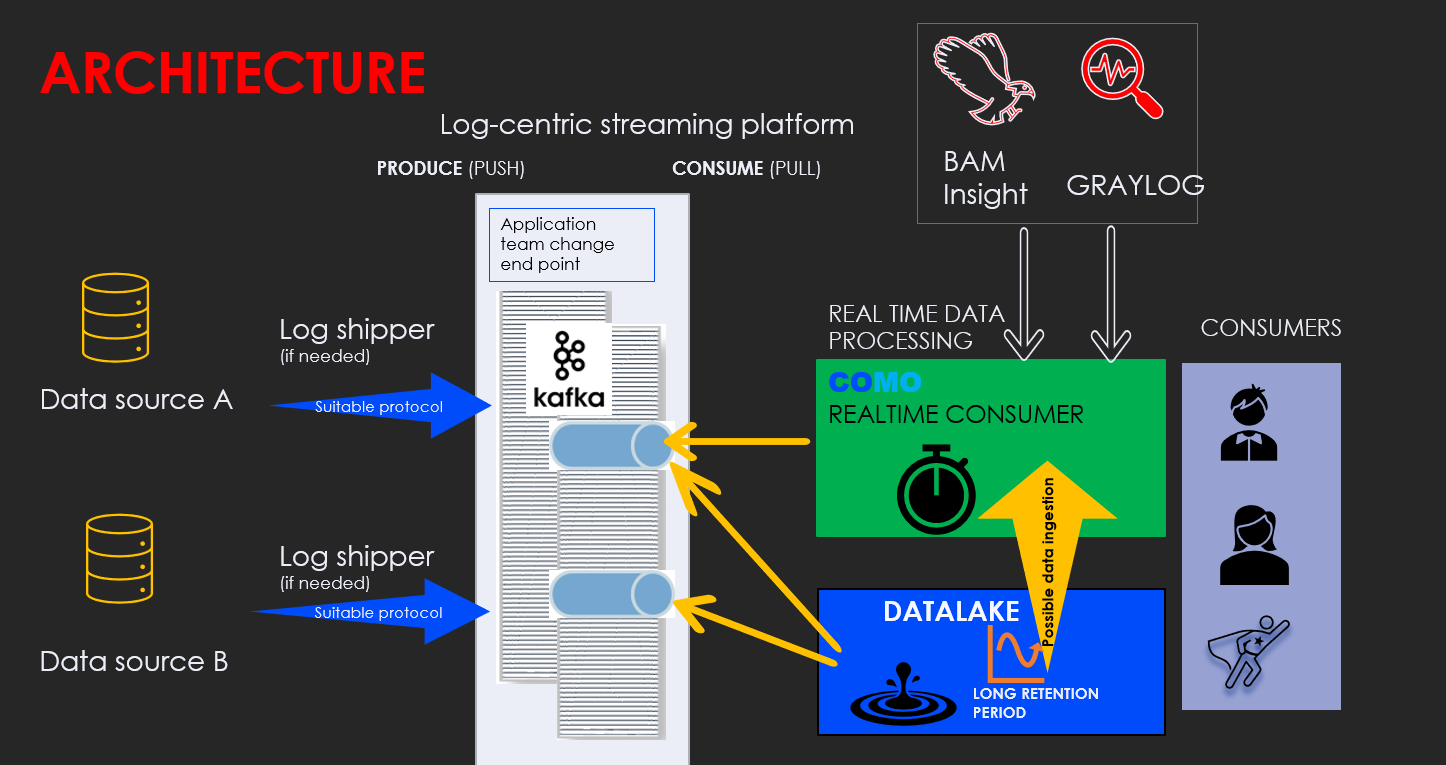 ARCHITECTURE
Log-centric streaming platform
PRODUCE (PUSH)
CONSUME (PULL)
BAM
Insight
GRAYLOG
Application
team change
end point
kafka
Data source A
Log shipper
(if needed)
Suitable protocol
Data source B
Log shipper
(if needed)
Suitable protocol
REAL TIME DATA
PROCESSING
COMO
REALTIME CONSUMER
Possible data ingestion
DATALAKE
LONG RETENTION
PERIOD
CONSUMERS